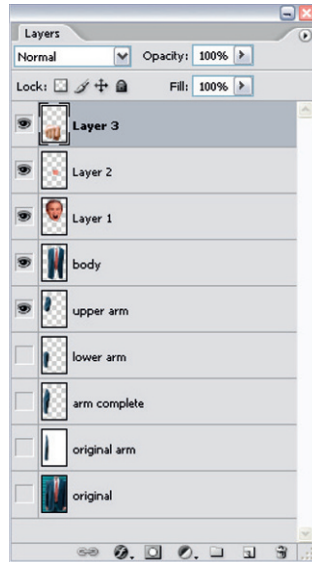 Layers
Normal Opacity: 100%
Lock: Fill: 100%
Layer 3
Layer 2
Layer 1
body
upper arm
lower arm
arm complete
original arm
original